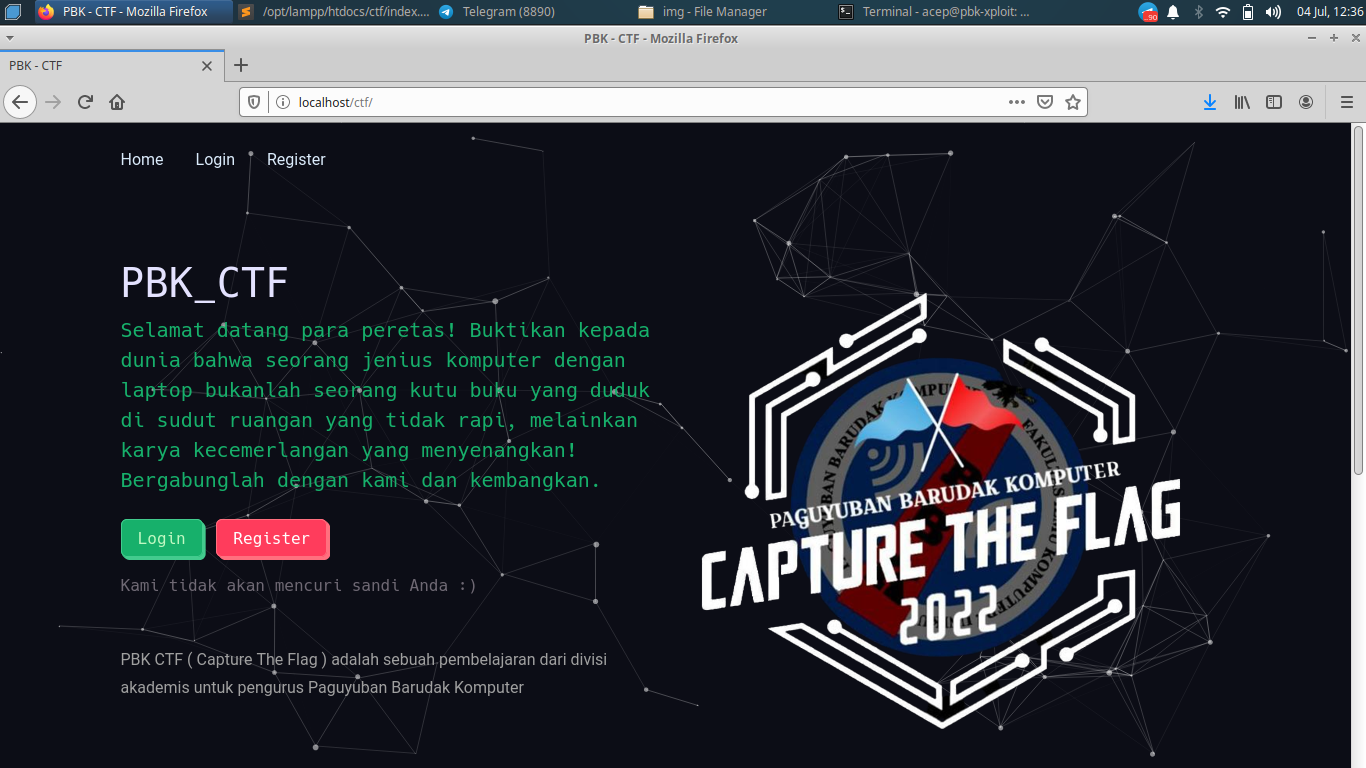 PBK - CTF - Mozilla Firefox
/opt/lampp/htdocs/ctf/index....
Telegram (8890)
img - File Manager
Terminal - acep@pbk-xploit: ...
90
04 Jul, 12:36
PBK - CTF - Mozilla Firefox
PBK - CTF
localhost/ctf/
Home
Login
Register
PBK_CTF
Selamat datang para peretas! Buktikan kepada
dunia bahwa seorang jenius komputer dengan
laptop bukanlah seorang kutu buku yang duduk
di sudut ruangan yang tidak rapi, melainkan
karya kecemerlangan yang menyenangkan!
Bergabunglah dengan kami dan kembangkan.
Login
Register
Kami tidak akan mencuri sandi Anda :)
PBK CTF ( Capture The Flag ) adalah sebuah pembelajaran dari divisi
akademis untuk pengurus Paguyuban Barudak Komputer
PAGUYUBAN BARUDAK KOMPUTER
CAPTURE THE FLAG
2022